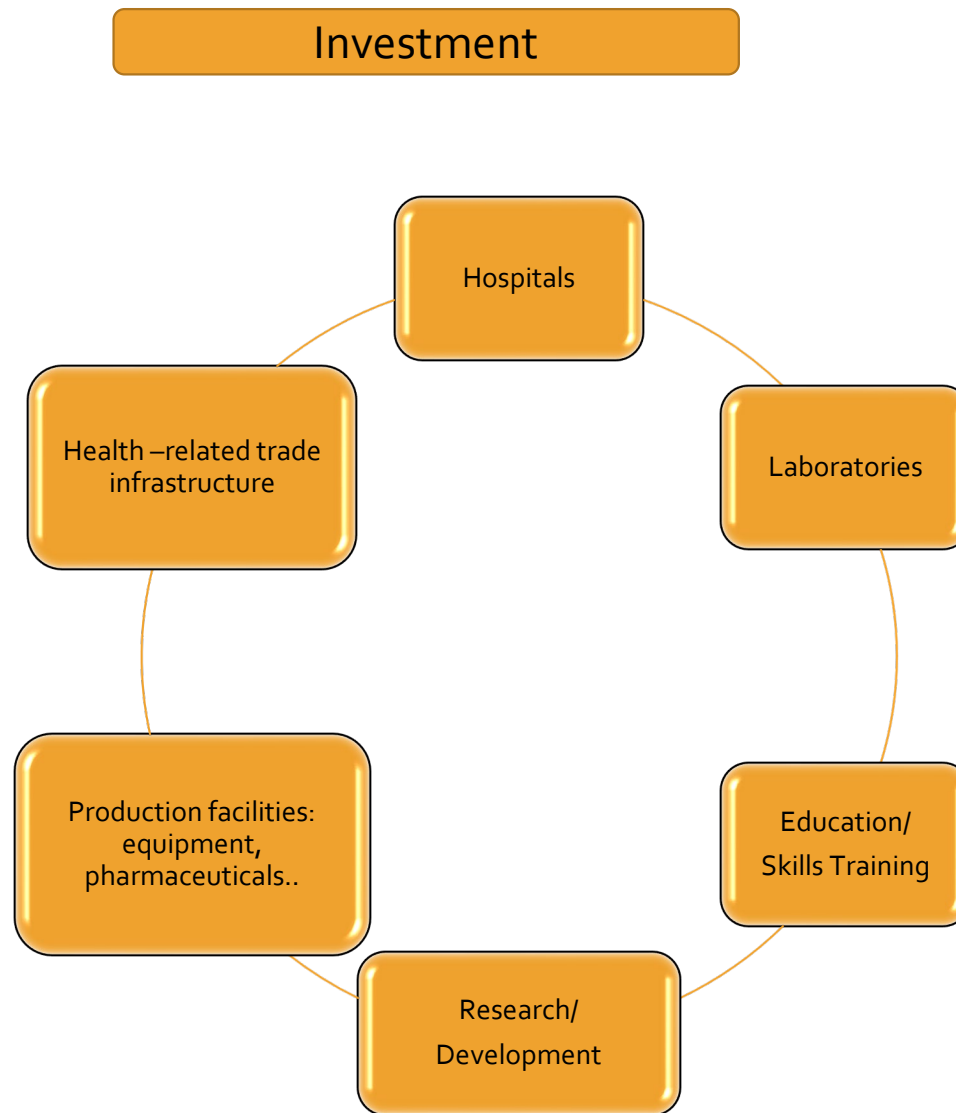 Investment
Hospitals
Laboratories
Education/
Skills Training
Research/
Development
Production facilities:
equipment,
pharmaceuticals..
Health –related trade
infrastructure